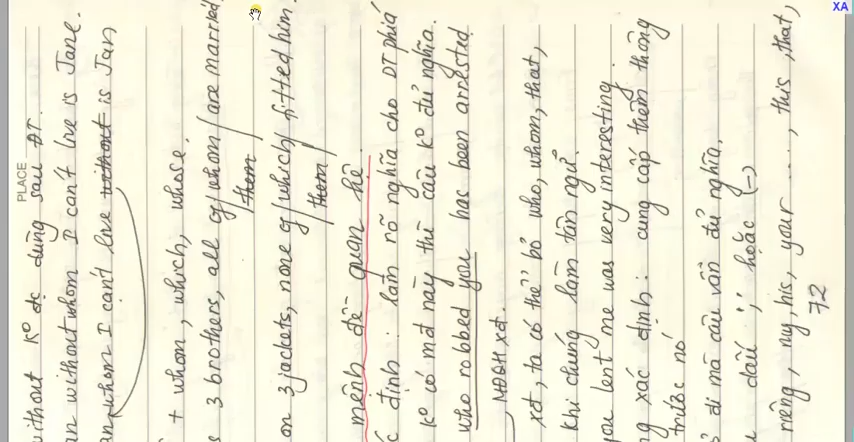 PLACE
without K° đc dùng sau ĐT.
an without whom I can't live is Jane.
an whom I can't live without is Jan
+ whom, which, whose.
s 3 brothers, all of/whom/are married
/them/
on 3 jackets, none of/which/fitted him.
/them/
mệnh đề quan hệ.
định: làm rõ nghĩa cho DT phía
K° có mđ này thì câu K° đủ nghĩa.
who robbed you has been arrested.
MĐQH xđ.
xđ, ta có thể bỏ who, whom, that,
khi chúng làm tân ngữ.
you lent me was very interesting.
g xác định: cung cấp thêm thông
trước nó
đi mà câu vẫn đủ nghĩa.
dấu ',' hoặc (-)
riêng, my, his, your ..., this, that,
72
XA